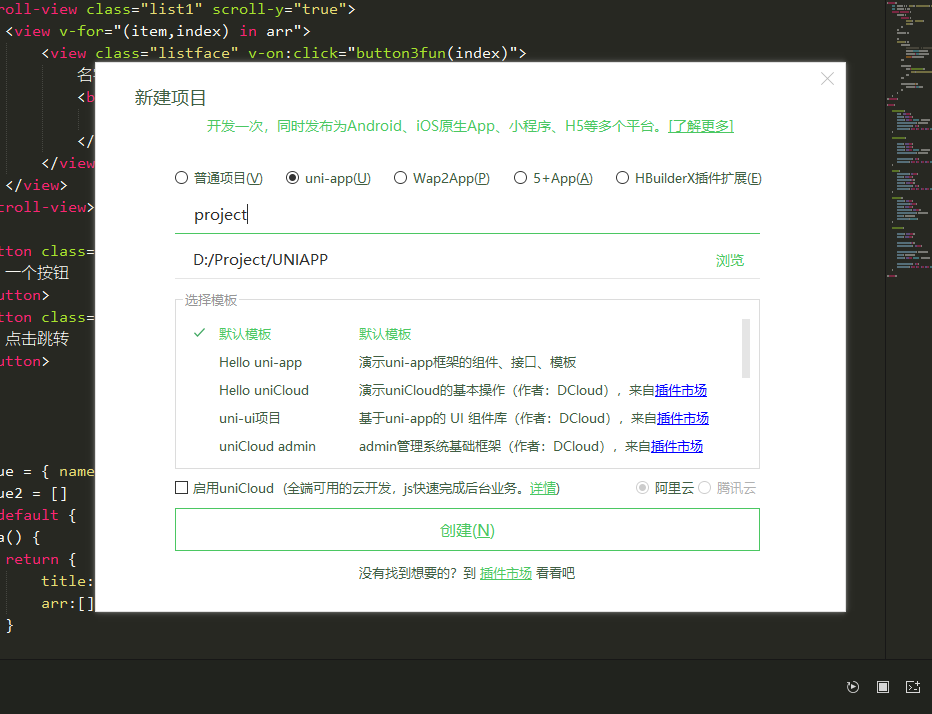 roll-view class="list1" scroll-y="true">
<view v-for="(item,index) in arr">
<view class="listface" v-on:click="button3fun(index)">
名
<b
</
</view
</view>
croll-view>
新建项目
开发一次，同时发布为Android、iOS原生App、小程序、H5等多个平台。[了解更多]
普通项目(V) uni-app(U) Wap2App(P) 5+App(A) HBuilderX插件扩展(E)
project
D:/Project/UNIAPP 浏览
选择模板
默认模板 默认模板
Hello uni-app 演示uni-app框架的组件、接口、模板
Hello uniCloud 演示uniCloud的基本操作（作者：DCloud），来自插件市场
uni-ui项目 基于uni-app的 UI 组件库（作者：DCloud），来自插件市场
uniCloud admin admin管理系统基础框架（作者：DCloud），来自插件市场
启用uniCloud（全端可用的云开发，js快速完成后台业务。详情) 阿里云 腾讯云
创建(N)
没有找到想要的？到 插件市场 看看吧
tton class=
一个按钮
utton>
tton class=
点击跳转
utton>
ue = { name
ue2 = []
default {
a() {
return {
title:
arr:[]
}